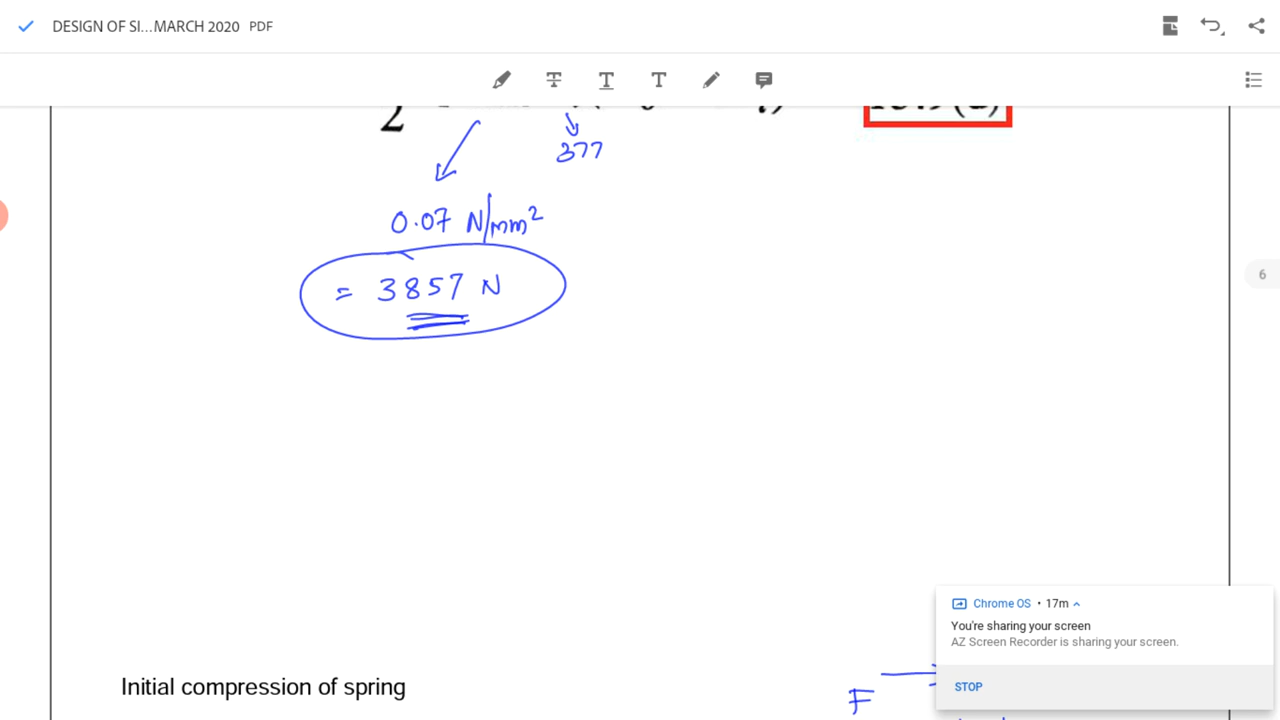 DESIGN OF SI...MARCH 2020 PDF
2
377
0.07 N/mm²
= 3857 N
6
Chrome OS • 17m
You're sharing your screen
AZ Screen Recorder is sharing your screen.
STOP
Initial compression of spring
F